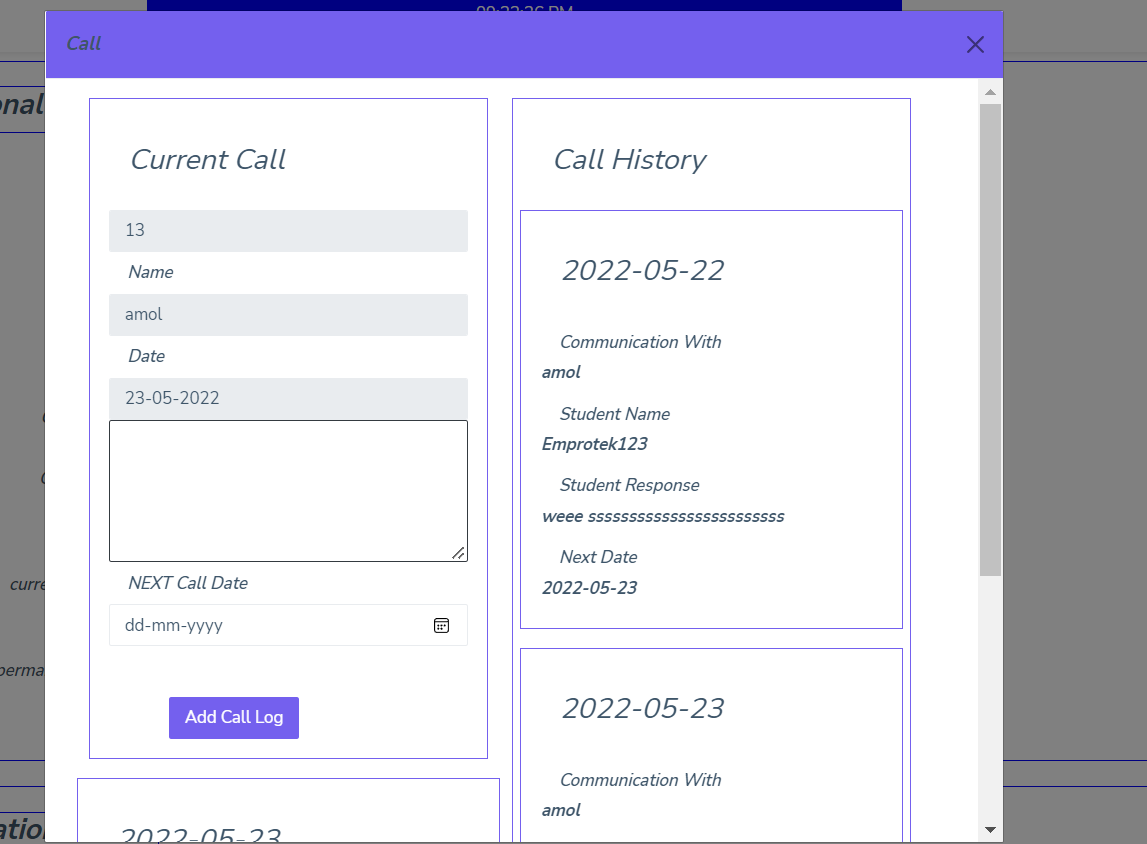 Call
Current Call
13
Name
amol
Date
23-05-2022
NEXT Call Date
dd-mm-yyyy
Add Call Log
2022-05-23
Call History
2022-05-22
Communication With
amol
Student Name
Emprotek123
Student Response
weee sssssssssssssssssssssssss
Next Date
2022-05-23
2022-05-23
Communication With
amol